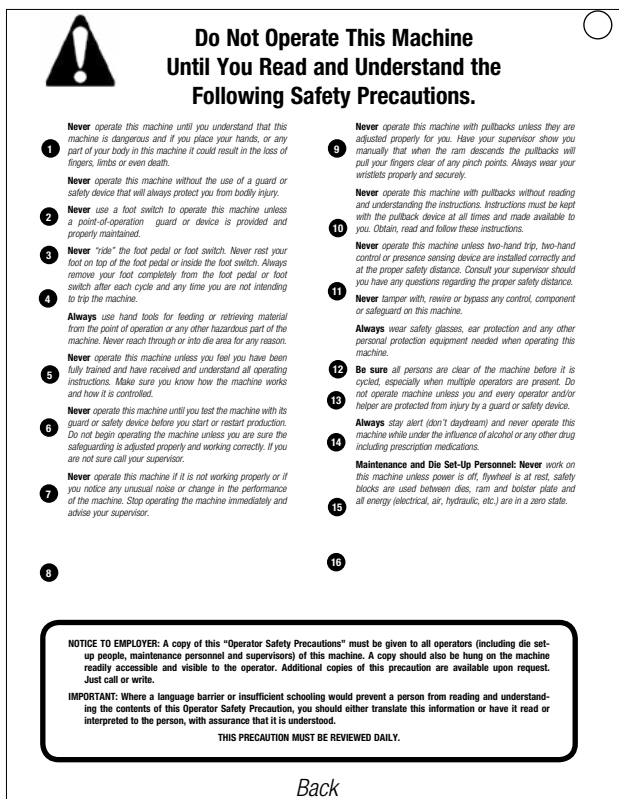 Do Not Operate This Machine
Until You Read and Understand the
Following Safety Precautions.
1
Never operate this machine until you understand that this
machine is dangerous and if you place your hands, or any
part of your body in this machine it could result in the loss of
fingers, limbs or even death.
Never operate this machine without the use of a guard or
safety device that will always protect you from bodily injury.
2
Never use a foot switch to operate this machine unless
a point-of-operation guard or device is provided and
properly maintained.
3
Never “ride” the foot pedal or foot switch. Never rest your
foot on top of the foot pedal or inside the foot switch. Always
remove your foot completely from the foot pedal or foot
switch after each cycle and any time you are not intending
4
to trip the machine.
Always use hand tools for feeding or retrieving material
from the point of operation or any other hazardous part of the
machine. Never reach through or into die area for any reason.
Never operate this machine unless you feel you have been
5
fully trained and have received and understand all operating
instructions. Make sure you know how the machine works
and how it is controlled.
Never operate this machine until you test the machine with its
6
guard or safety device before you start or restart production.
Do not begin operating the machine unless you are sure the
safeguarding is adjusted properly and working correctly. If you
are not sure call your supervisor.
Never operate this machine if it is not working properly or if
7
you notice any unusual noise or change in the performance
of the machine. Stop operating the machine immediately and
advise your supervisor.
8
Never operate this machine with pullbacks unless they are
9
adjusted properly for you. Have your supervisor show you
manually that when the ram descends the pullbacks will
pull your fingers clear of any pinch points. Always wear your
wristlets properly and securely.
Never operate this machine with pullbacks without reading
and understanding the instructions. Instructions must be kept
with the pullback device at all times and made available to
10
you. Obtain, read and follow these instructions.
Never operate this machine unless two-hand trip, two-hand
control or presence sensing device are installed correctly and
at the proper safety distance. Consult your supervisor should
11
you have any questions regarding the proper safety distance.
Never tamper with, rewire or bypass any control, component
or safeguard on this machine.
Always wear safety glasses, ear protection and any other
personal protection equipment needed when operating this
machine.
12
Be sure all persons are clear of the machine before it is
cycled, especially when multiple operators are present. Do
13
not operate machine unless you and every operator and/or
helper are protected from injury by a guard or safety device.
Always stay alert (don’t daydream) and never operate this
14
machine while under the influence of alcohol or any other drug
including prescription medications.
Maintenance and Die Set-Up Personnel: Never work on
this machine unless power is off, flywheel is at rest, safety
blocks are used between dies, ram and bolster plate and
15
all energy (electrical, air, hydraulic, etc.) are in a zero state.
16
NOTICE TO EMPLOYER: A copy of this “Operator Safety Precautions” must be given to all operators (including die set-
up people, maintenance personnel and supervisors) of this machine. A copy should also be hung on the machine
readily accessible and visible to the operator. Additional copies of this precaution are available upon request.
Just call or write.
IMPORTANT: Where a language barrier or insufficient schooling would prevent a person from reading and understand-
ing the contents of this Operator Safety Precaution, you should either translate this information or have it read or
interpreted to the person, with assurance that it is understood.
THIS PRECAUTION MUST BE REVIEWED DAILY.
Back